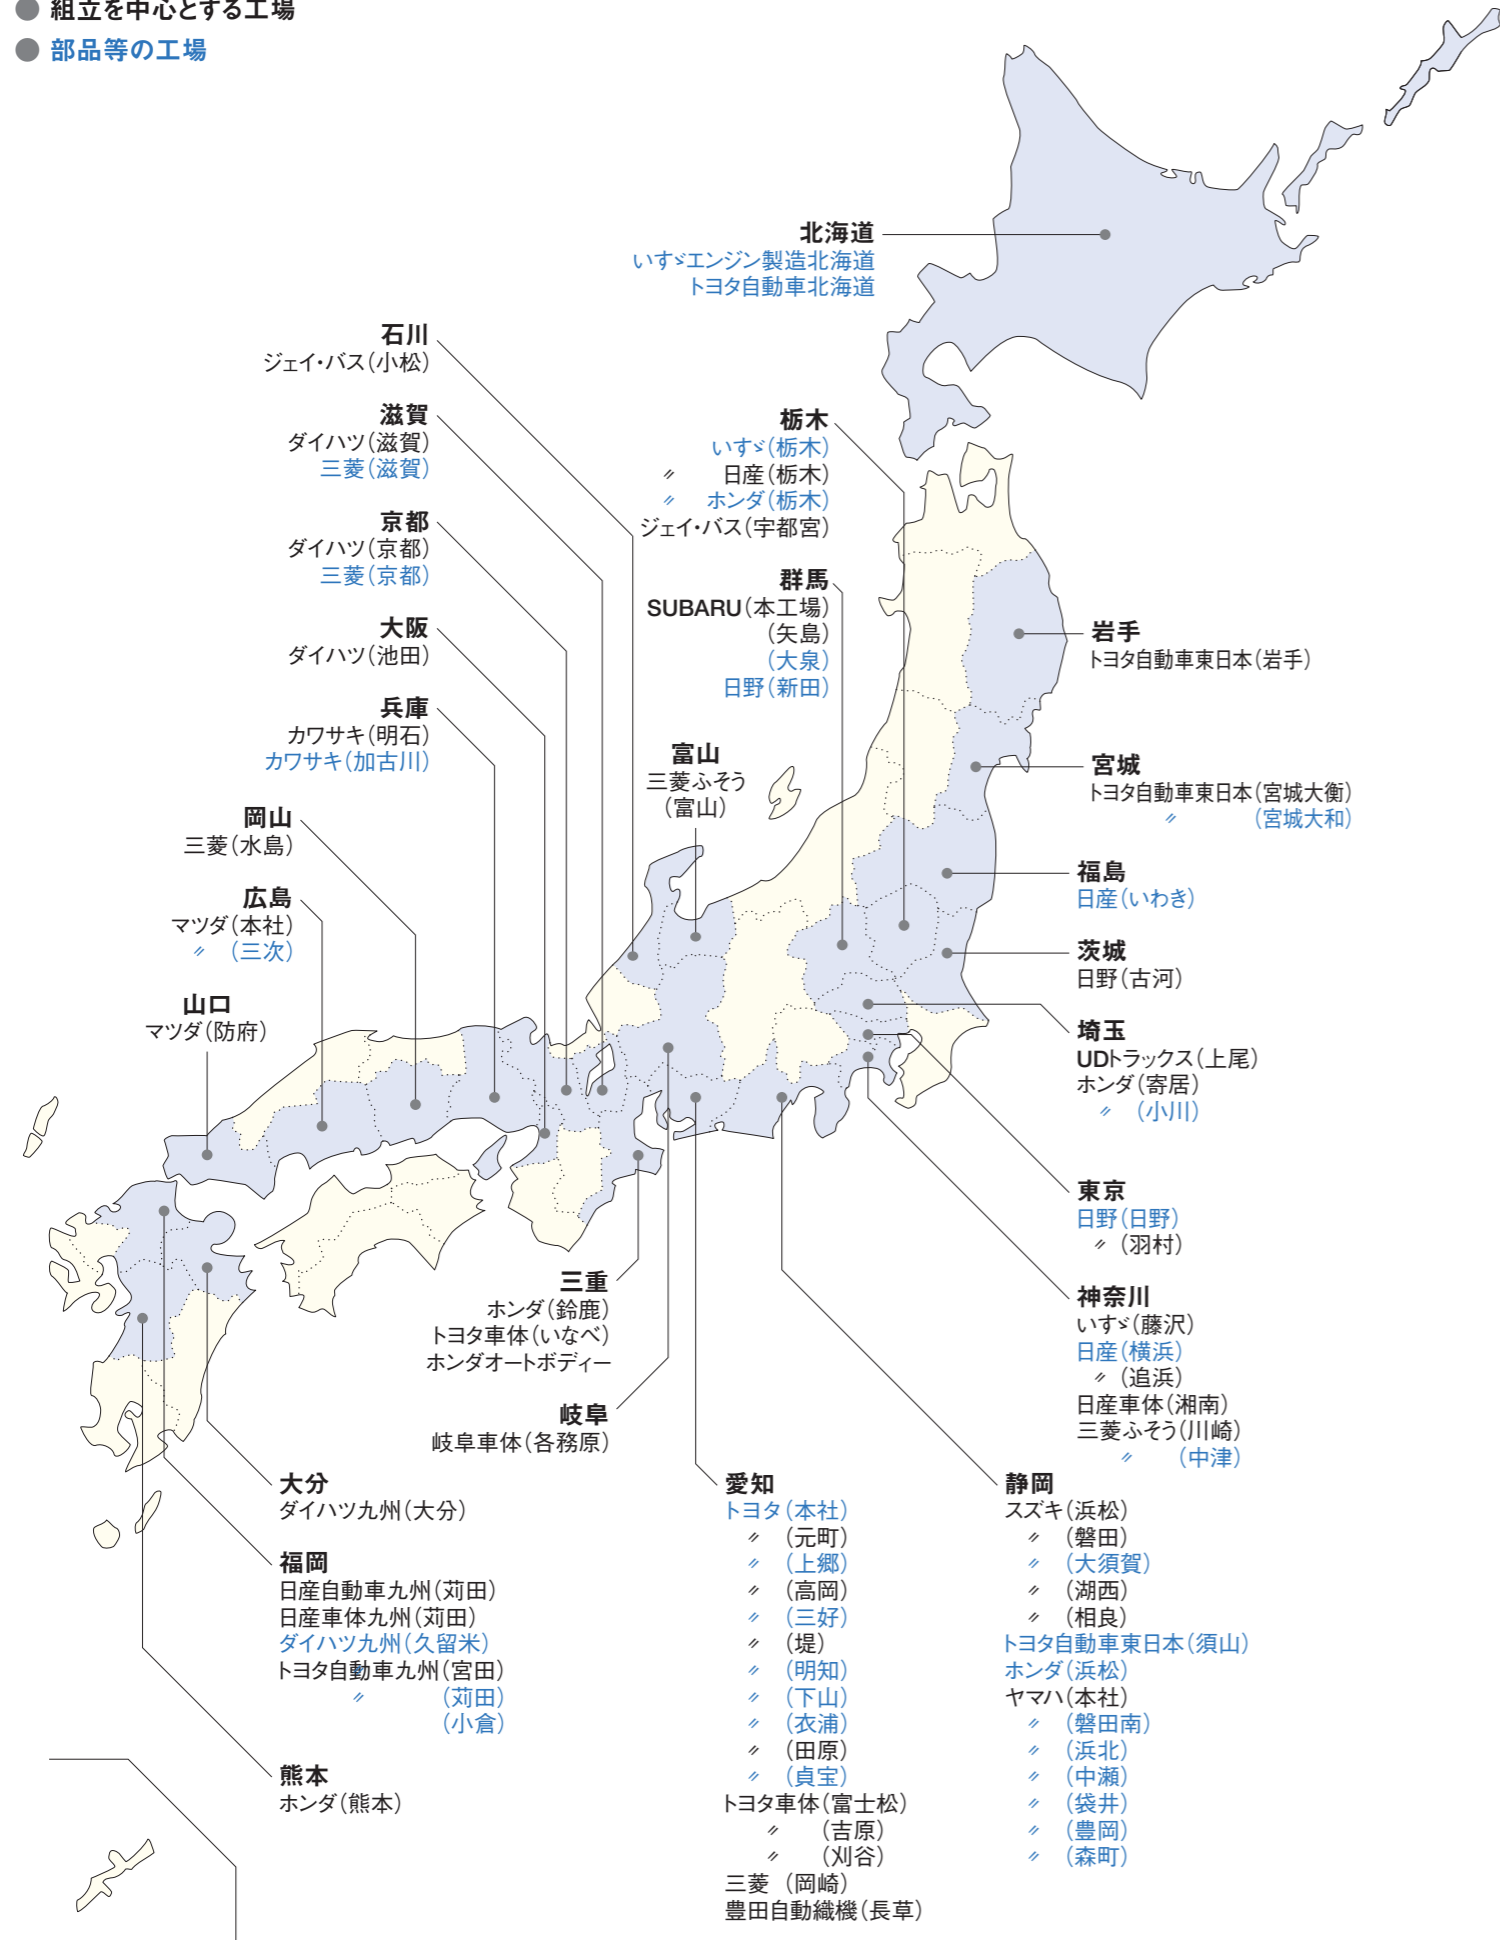 ● 組立を中心とする工場
● 部品等の工場
北海道
いすゞエンジン製造北海道
トヨタ自動車北海道
石川
ジェイ・バス(小松)
滋賀
ダイハツ(滋賀)
三菱(滋賀)
京都
ダイハツ(京都)
三菱(京都)
大阪
ダイハツ(池田)
兵庫
カワサキ(明石)
カワサキ(加古川)
岡山
三菱(水島)
広島
マツダ(本社)
〃 (三次)
山口
マツダ(防府)
栃木
いすゞ(栃木)
〃 日産(栃木)
〃 ホンダ(栃木)
ジェイ・バス(宇都宮)
群馬
SUBARU(本工場)
(矢島)
(大泉)
日野(新田)
富山
三菱ふそう
(富山)
岩手
トヨタ自動車東日本(岩手)
宮城
トヨタ自動車東日本(宮城大衡)
〃 (宮城大和)
福島
日産(いわき)
茨城
日野(古河)
埼玉
UDトラックス(上尾)
ホンダ(寄居)
〃 (小川)
東京
日野(日野)
〃 (羽村)
神奈川
いすゞ(藤沢)
日産(横浜)
〃 (追浜)
日産車体(湘南)
三菱ふそう(川崎)
〃 (中津)
三重
ホンダ(鈴鹿)
トヨタ車体(いなべ)
ホンダオートボディー
岐阜
岐阜車体(各務原)
大分
ダイハツ九州(大分)
福岡
日産自動車九州(苅田)
日産車体九州(苅田)
ダイハツ九州(久留米)
トヨタ自動車九州(宮田)
〃 (苅田)
(小倉)
熊本
ホンダ(熊本)
愛知
トヨタ(本社)
〃 (元町)
〃 (上郷)
〃 (高岡)
〃 (三好)
〃 (堤)
〃 (明知)
〃 (下山)
〃 (衣浦)
〃 (田原)
〃 (貞宝)
トヨタ車体(富士松)
〃 (吉原)
〃 (刈谷)
三菱 (岡崎)
豊田自動織機(長草)
静岡
スズキ(浜松)
〃 (磐田)
〃 (大須賀)
〃 (湖西)
〃 (相良)
トヨタ自動車東日本(須山)
ホンダ(浜松)
ヤマハ(本社)
〃 (磐田南)
〃 (浜北)
〃 (中瀬)
〃 (袋井)
〃 (豊岡)
〃 (森町)